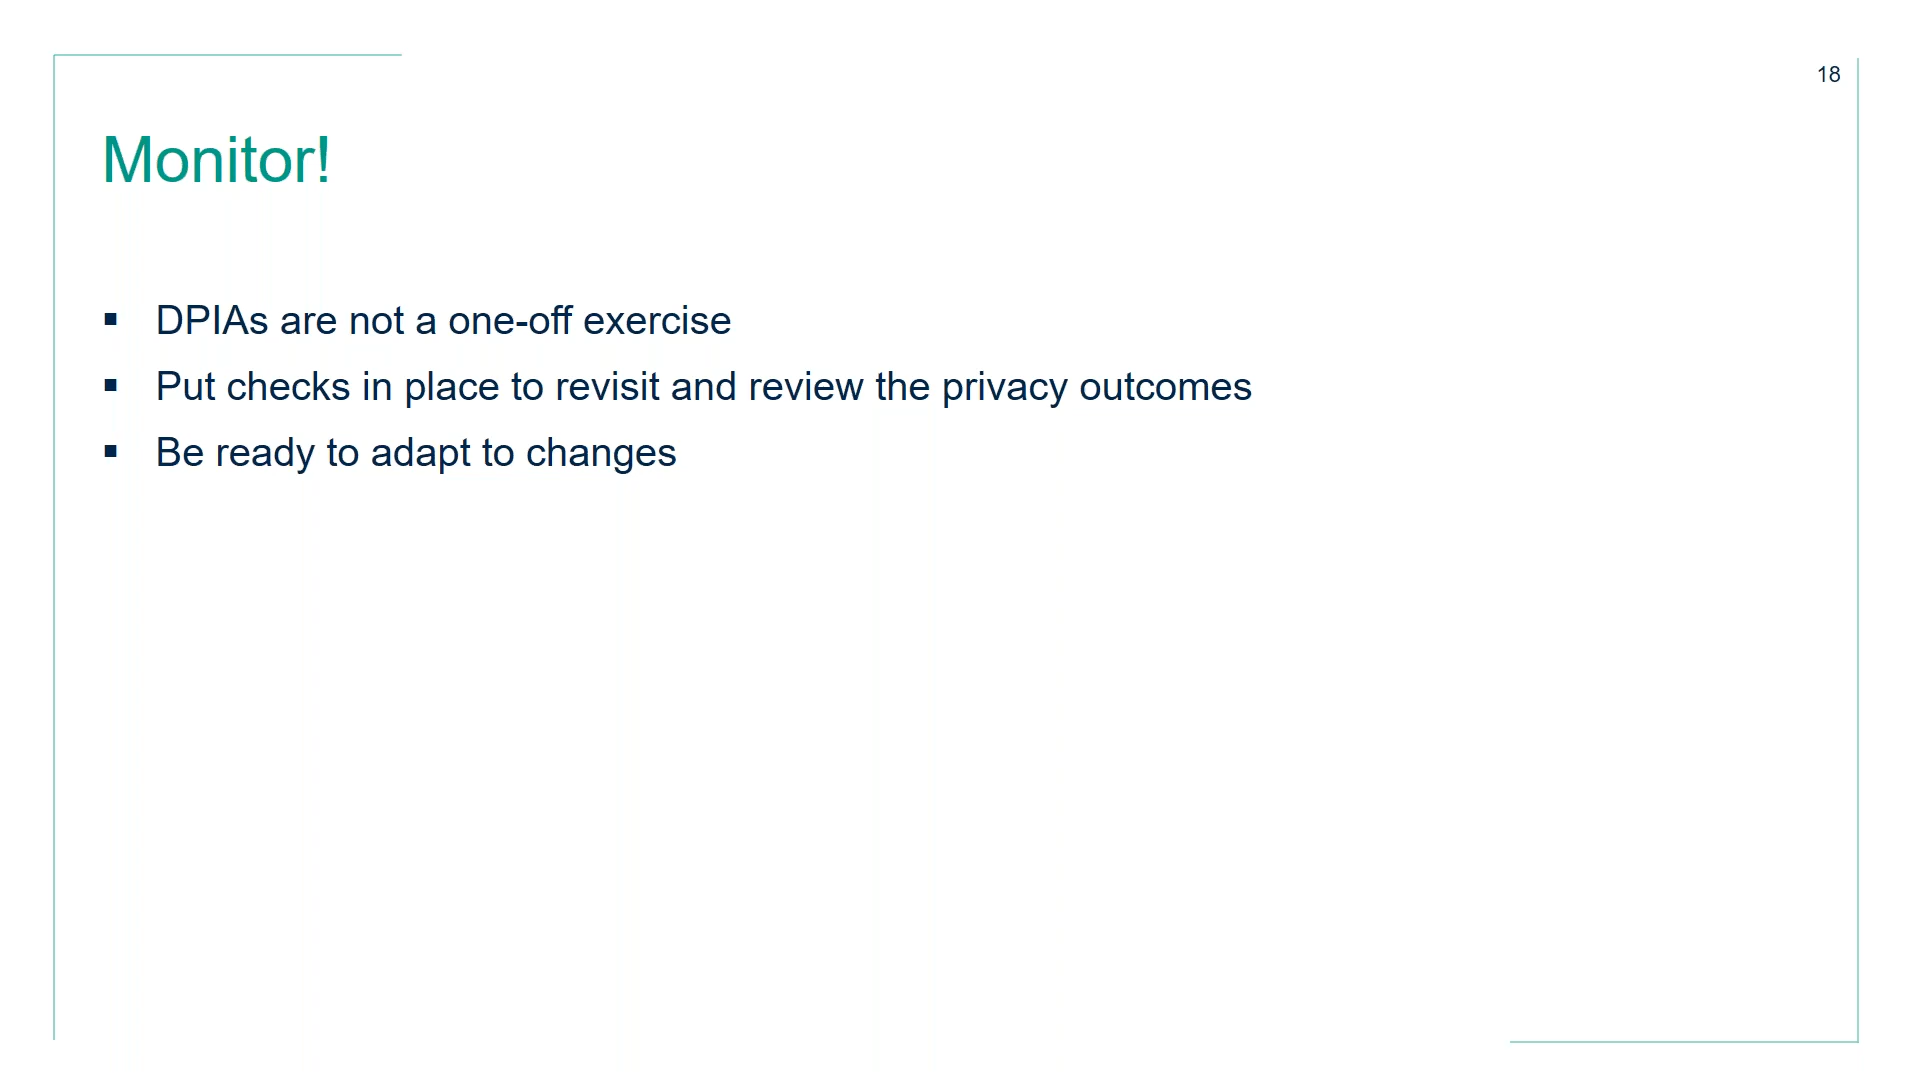 18
Monitor!
▪ DPIAs are not a one-off exercise
▪ Put checks in place to revisit and review the privacy outcomes
▪ Be ready to adapt to changes